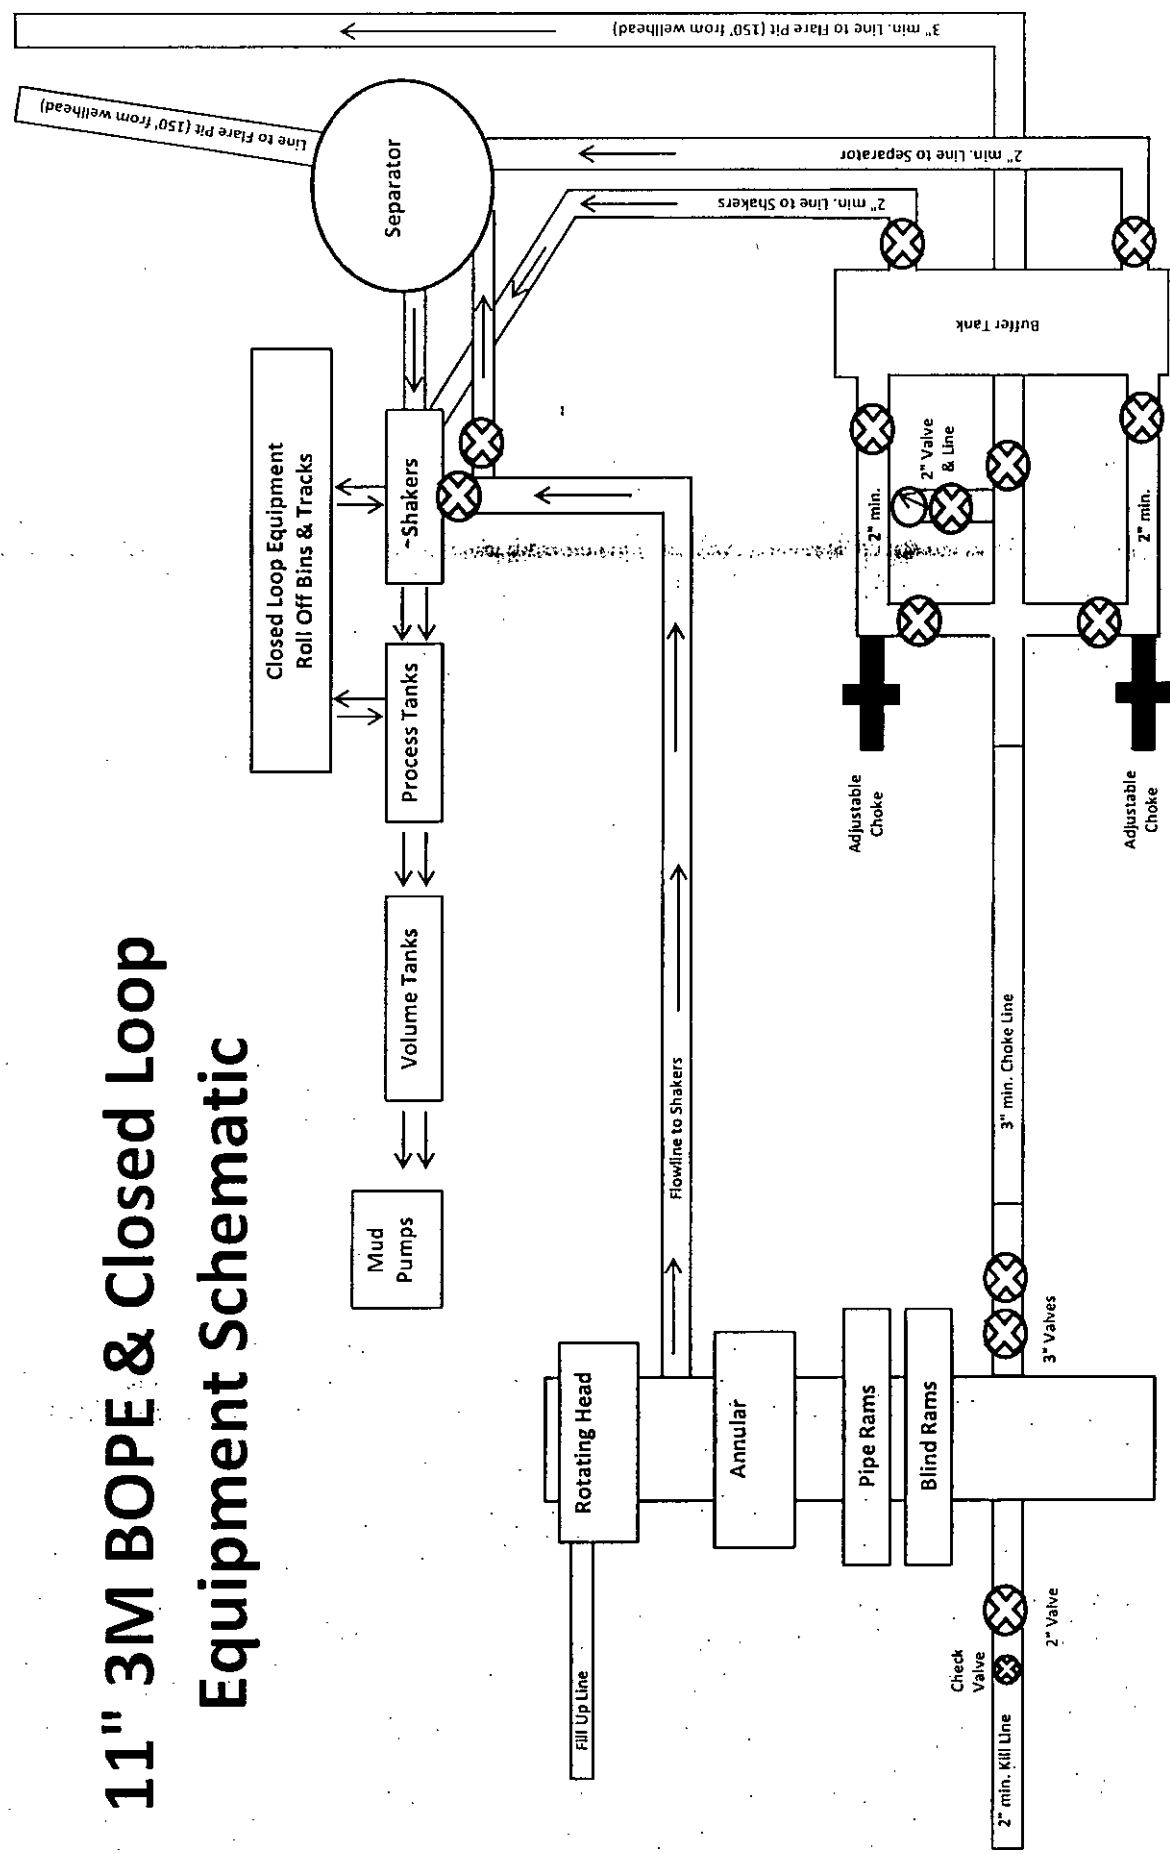 11" 3M BOPE & Closed Loop
Equipment Schematic
3" min. Line to Flare Pit (150' from wellhead)
Line to Flare Pit (150' from wellhead)
Separator
Closed Loop Equipment
Roll Off Bins & Tracks
Mud
Pumps
Volume Tanks
Process Tanks
~Shakers
2" min. Line to Separator
2" min. Line to Shakers
Fill Up Line
Rotating Head
Flowline to Shakers
Annular
Pipe Rams
Blind Rams
Adjustable
Choke
2" min.
2" Valve
& Line
Buffer Tank
Check
Valve
2" min. Kill Line
2" Valve
3" Valves
3" min. Choke Line
Adjustable
Choke
2" min.